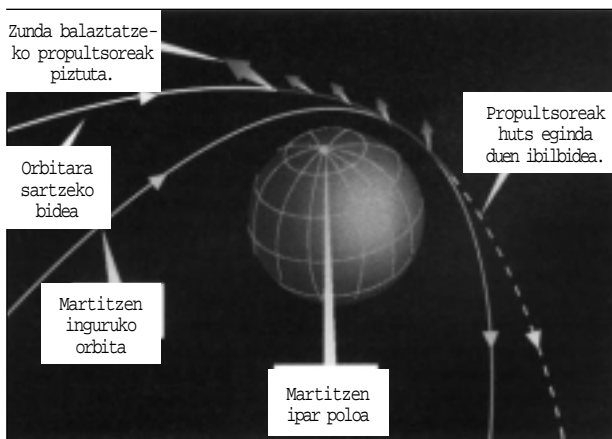 Zunda balaztatze-
ko propultsoreak
piztuta.
Propultsoreak
huts eginda
duen ibilbidea.
Orbitara
sartzeko
bidea
Martitzen
inguruko
orbita
Martitzen
ipar poloa